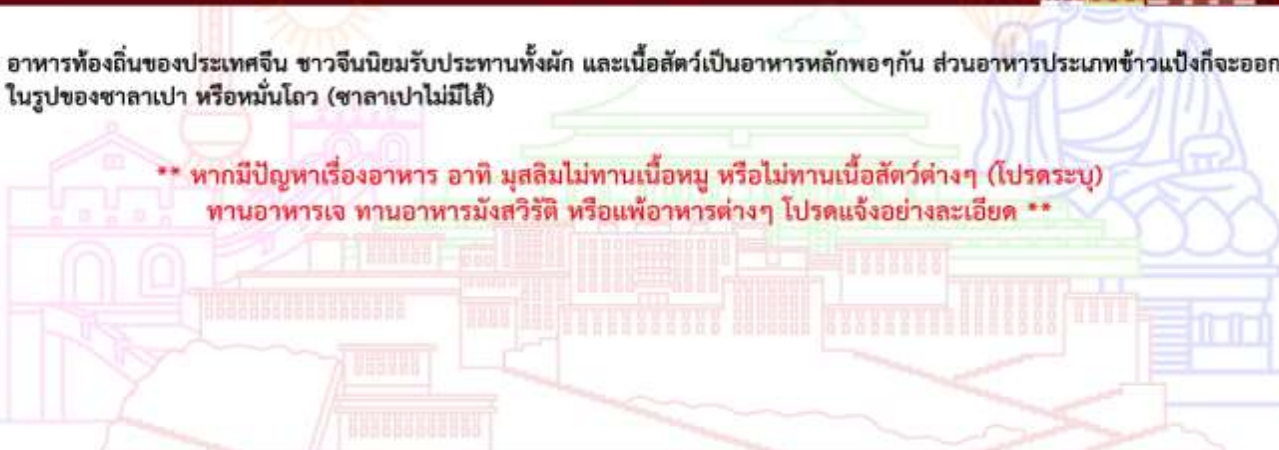 อาหารท้องถิ่นของประเทศจีน ชาวจีนนิยมรับประทานทั้งผัก และเนื้อสัตว์เป็นอาหารหลักพอๆกัน ส่วนอาหารประเภทข้าวแป้งก็จะออก
ในรูปของซาลาเปา หรือหมั่นโถว (ซาลาเปาไม่มีไส้)
** หากมีปัญหาเรื่องอาหาร อาทิ มุสลิมไม่ทานเนื้อหมู หรือไม่ทานเนื้อสัตว์ต่างๆ (โปรดระบุ)
ทานอาหารเจ ทานอาหารมังสวิรัติ หรือแพ้อาหารต่างๆ โปรดแจ้งอย่างละเอียด **